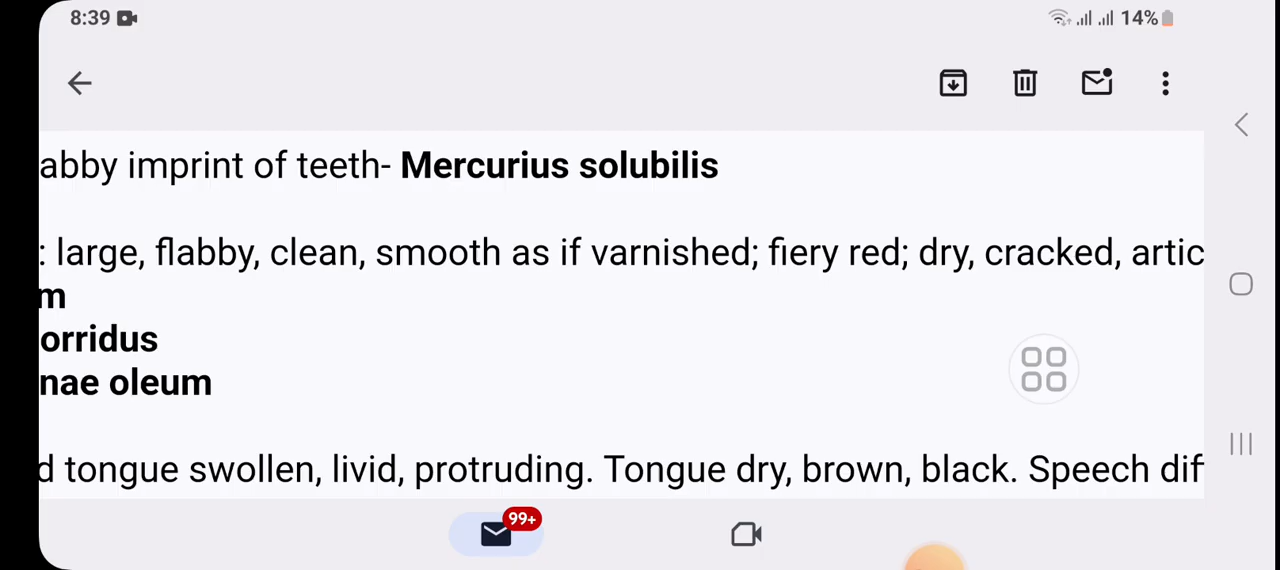 8:39
14%
abby imprint of teeth- Mercurius solubilis
: large, flabby, clean, smooth as if varnished; fiery red; dry, cracked, artic
m
orridus
nae oleum
d tongue swollen, livid, protruding. Tongue dry, brown, black. Speech dif
99+